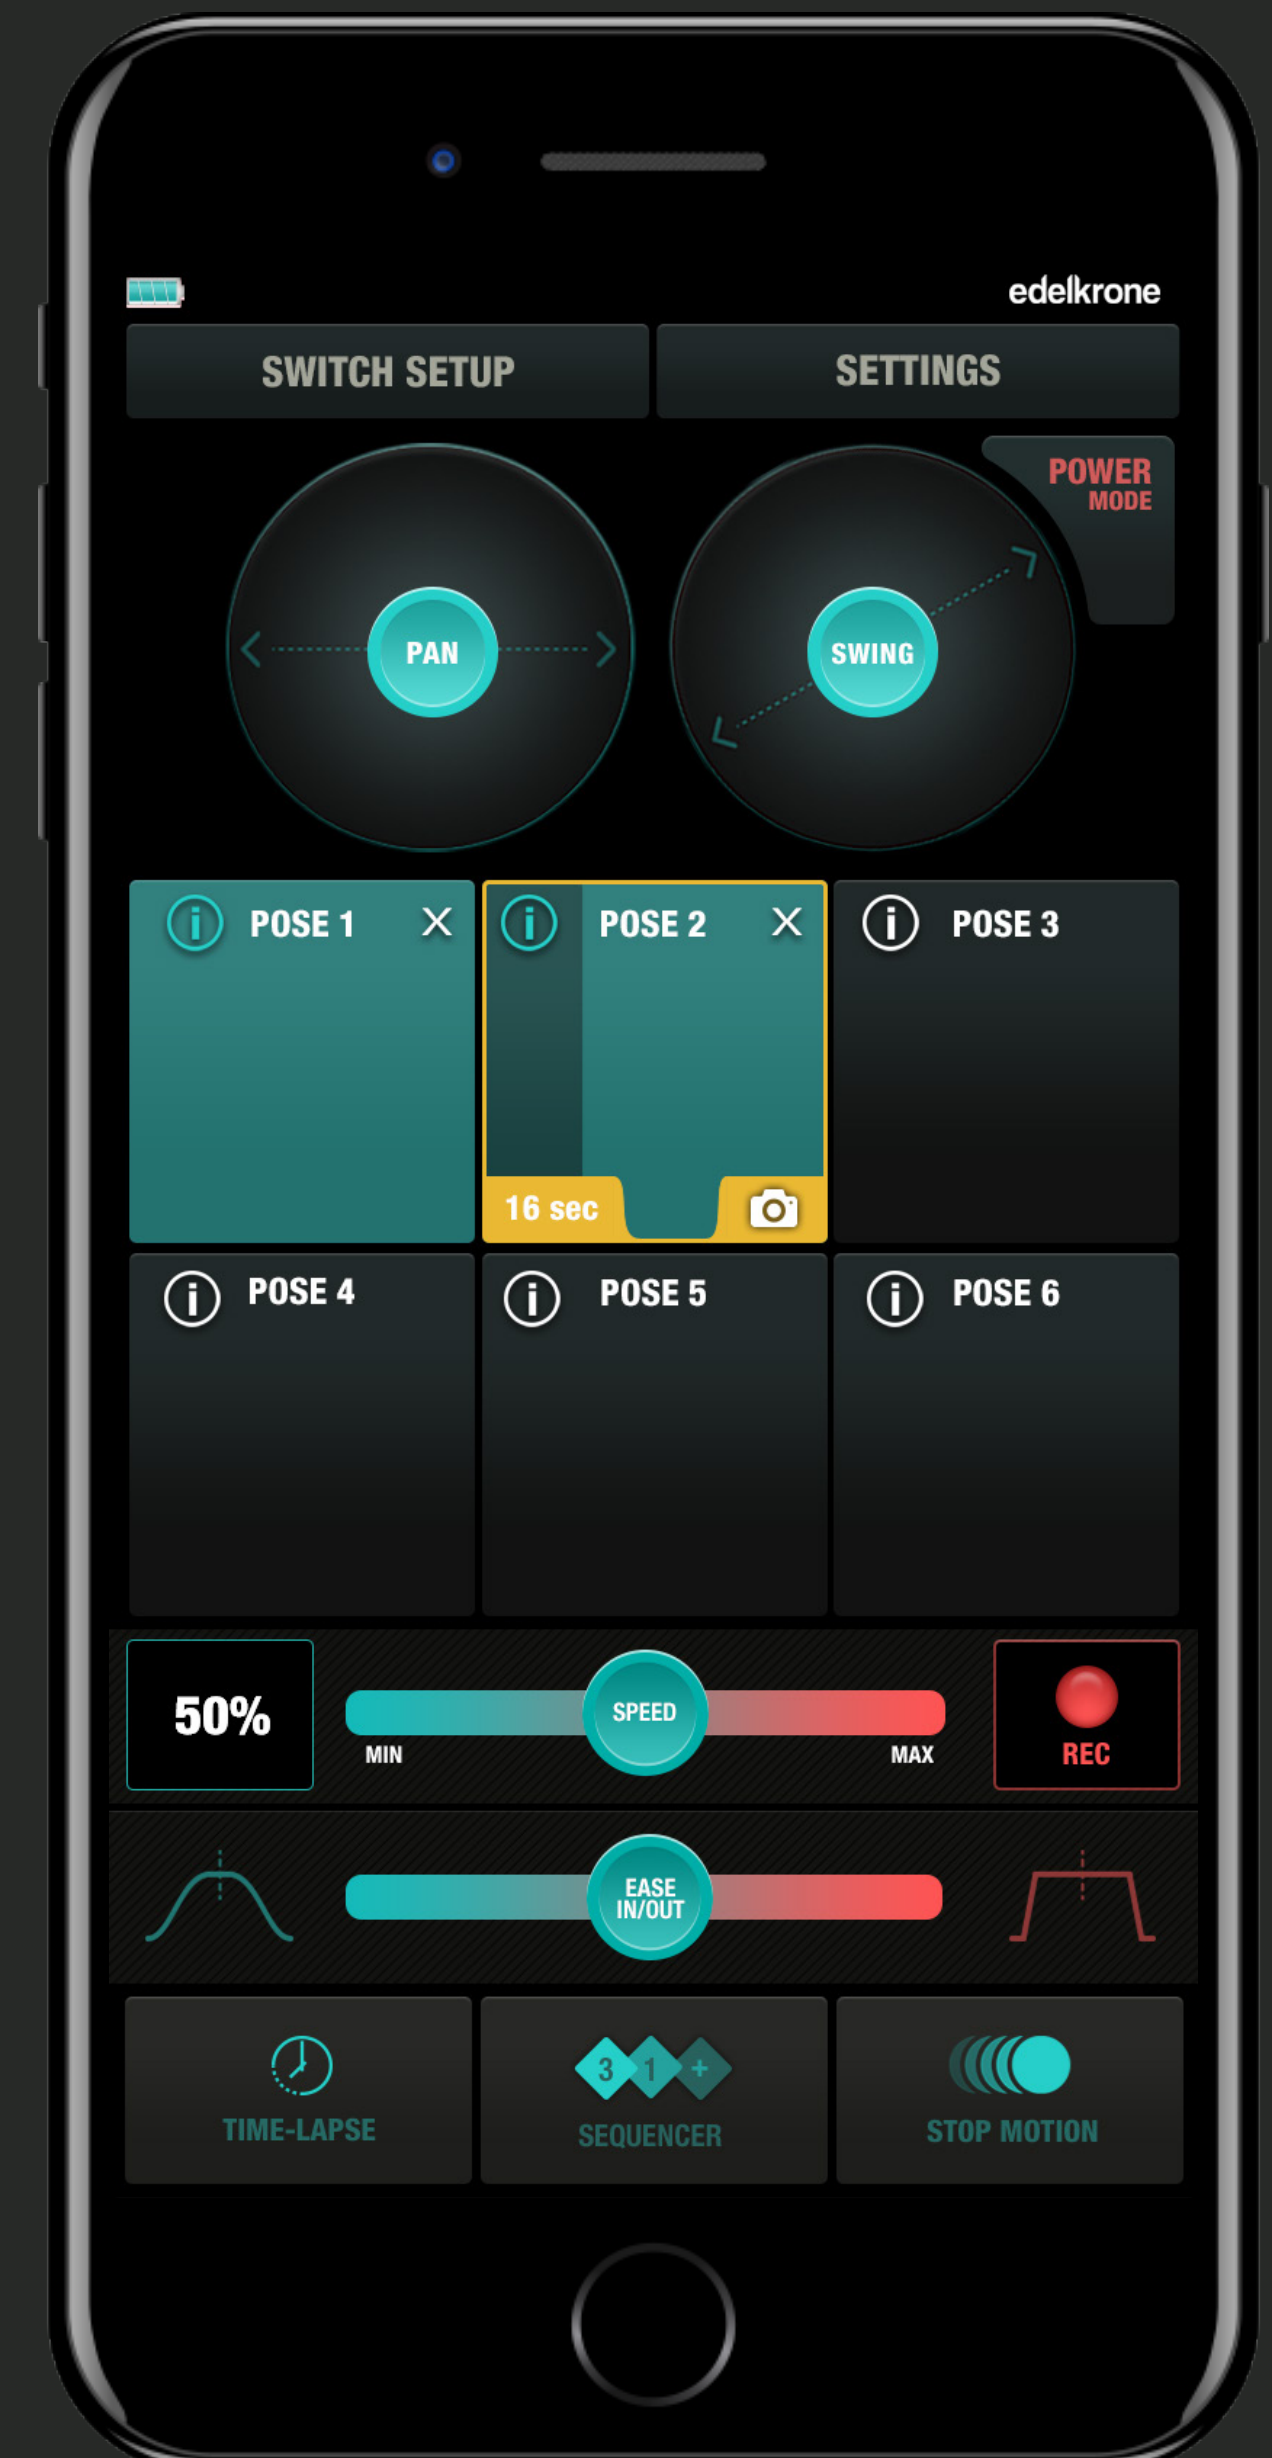 edelkrone
SWITCH SETUP
SETTINGS
POWER
MODE
PAN
SWING
i POSE 1 X
i POSE 2 X
i POSE 3
16 sec
i POSE 4
i POSE 5
i POSE 6
50%
SPEED
MIN
MAX
REC
EASE
IN/OUT
3 1 +
TIME-LAPSE
SEQUENCER
STOP MOTION